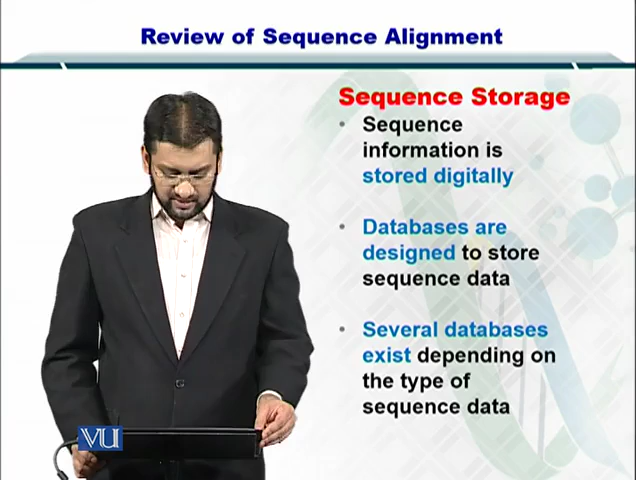 Review of Sequence Alignment
Sequence Storage
• Sequence
information is
stored digitally
• Databases are
designed to store
sequence data
• Several databases
exist depending on
the type of
sequence data
VU